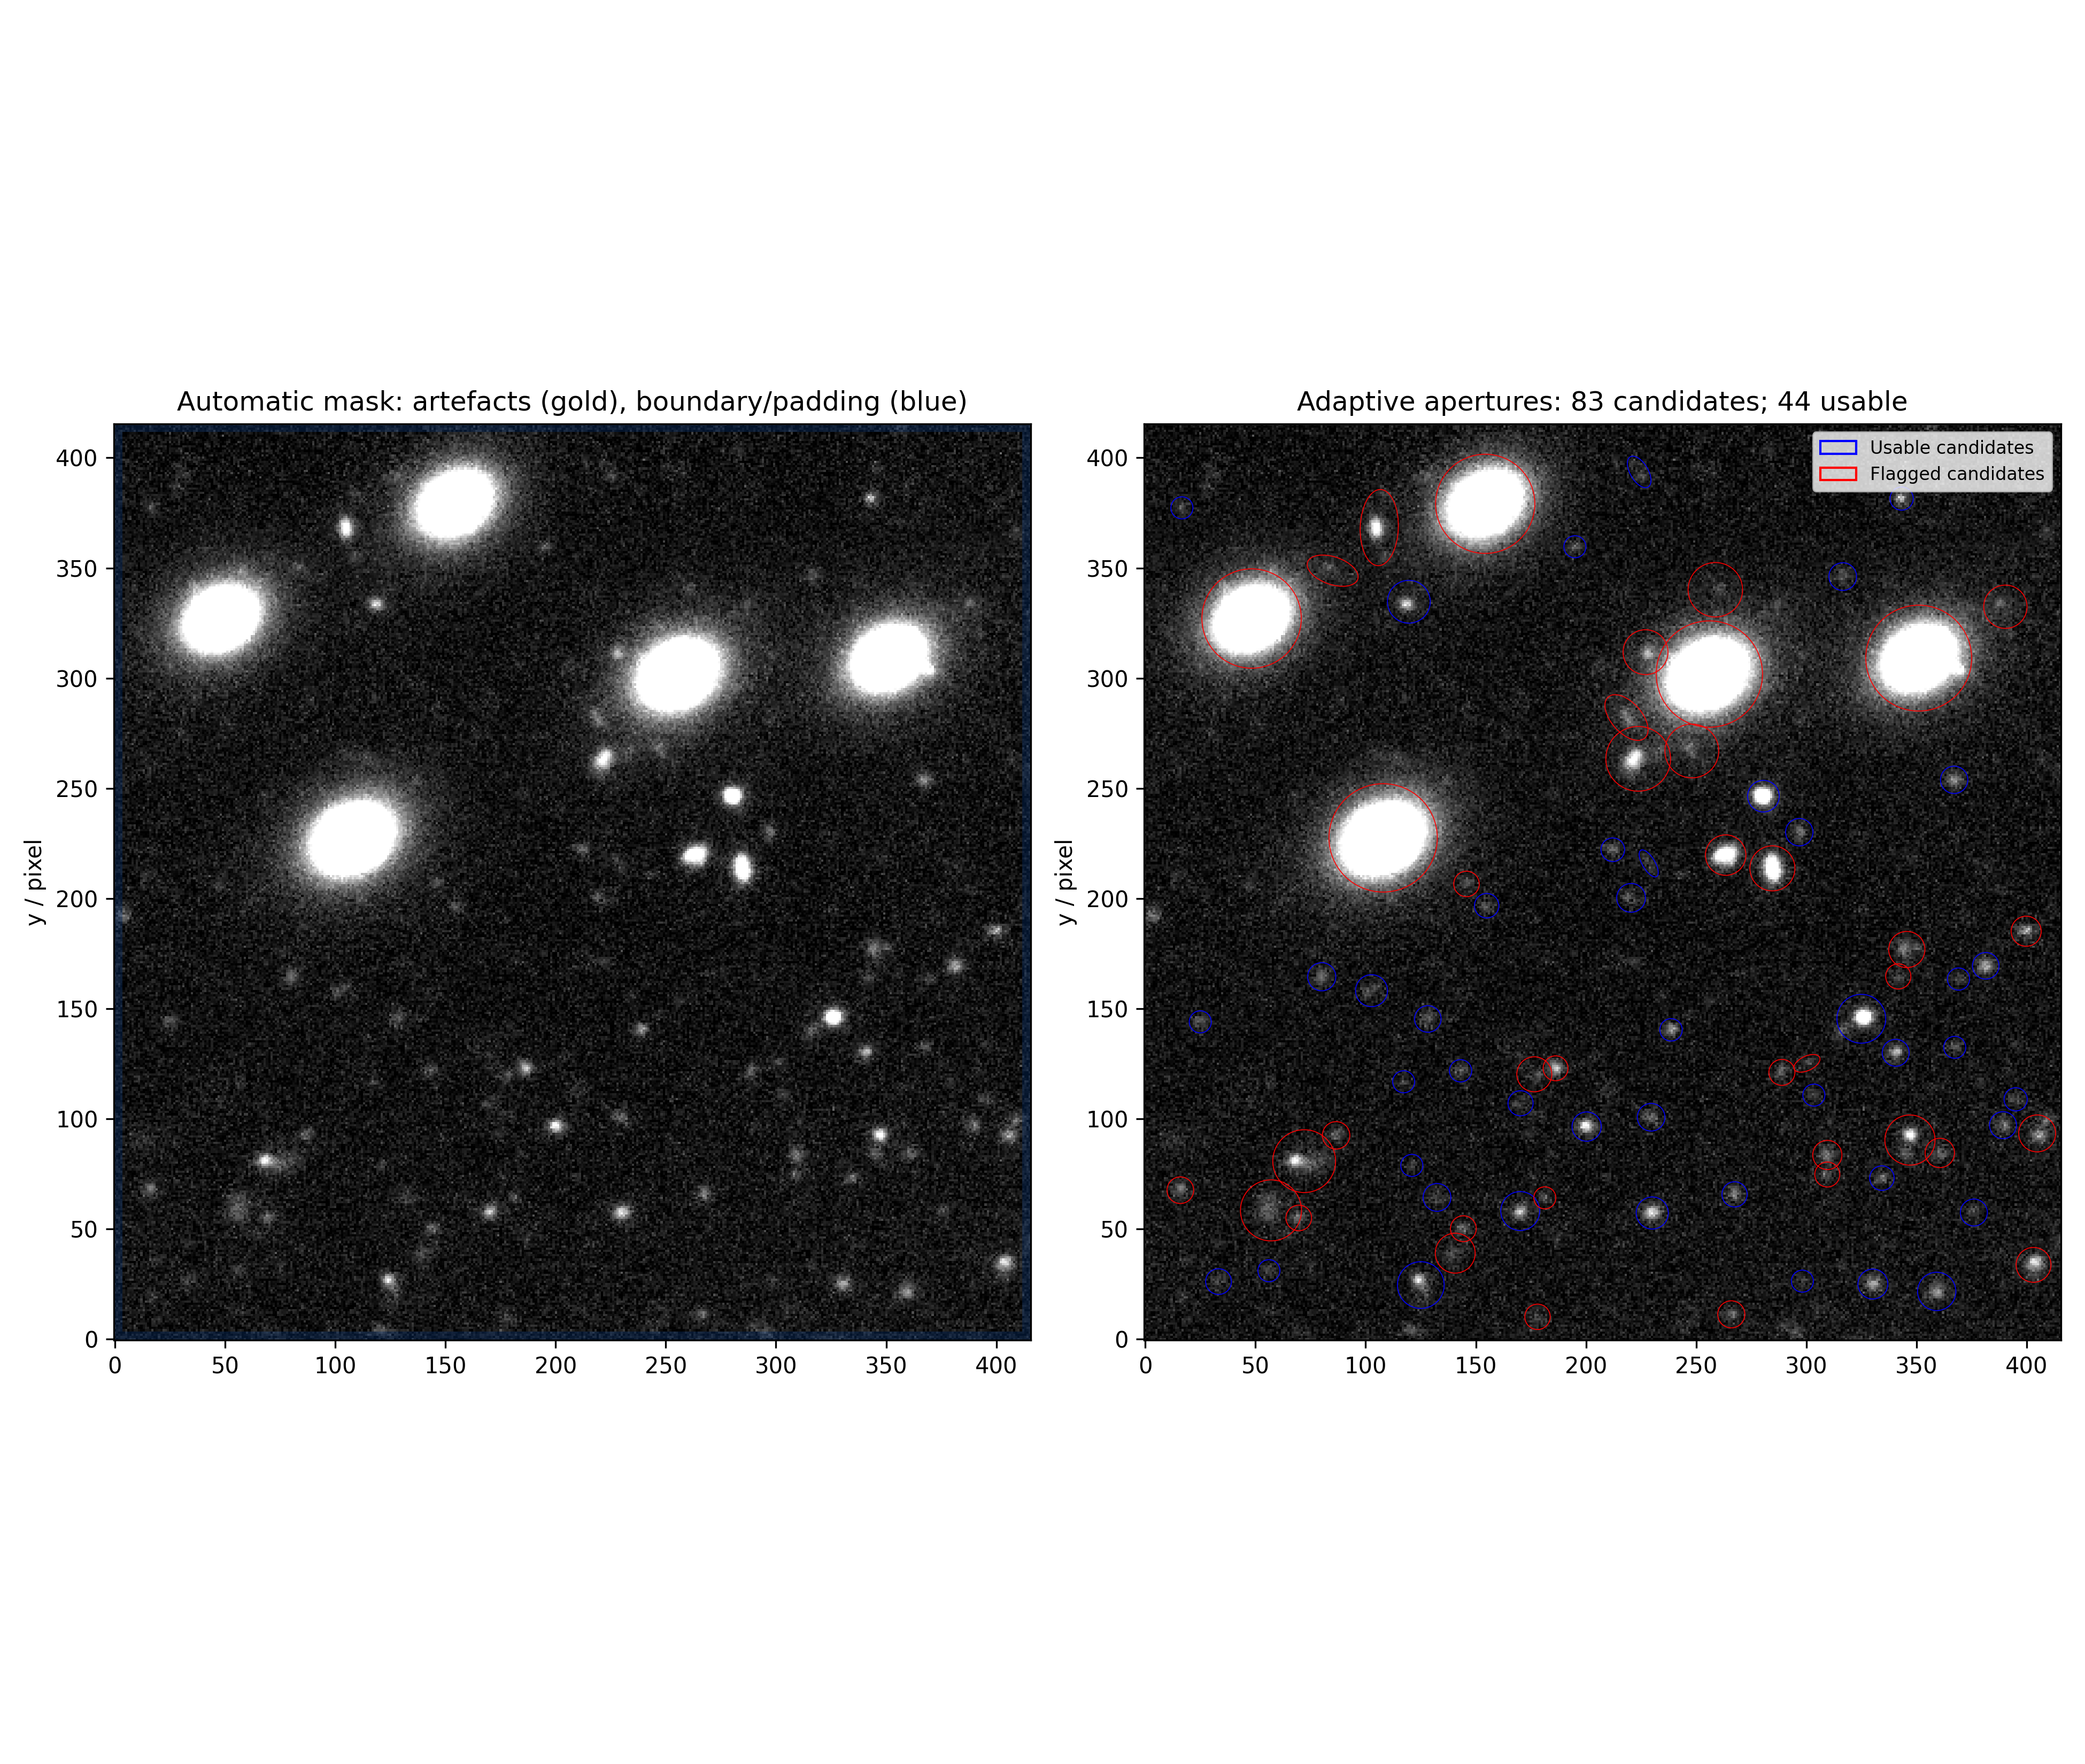 Automatic mask: artefacts (gold), boundary/padding (blue)
y / pixel
400
350
300
250
200
150
100
50
0
0 50 100 150 200 250 300 350 400
Adaptive apertures: 83 candidates; 44 usable
Usable candidates
Flagged candidates
y / pixel
400
350
300
250
200
150
100
50
0
0 50 100 150 200 250 300 350 400